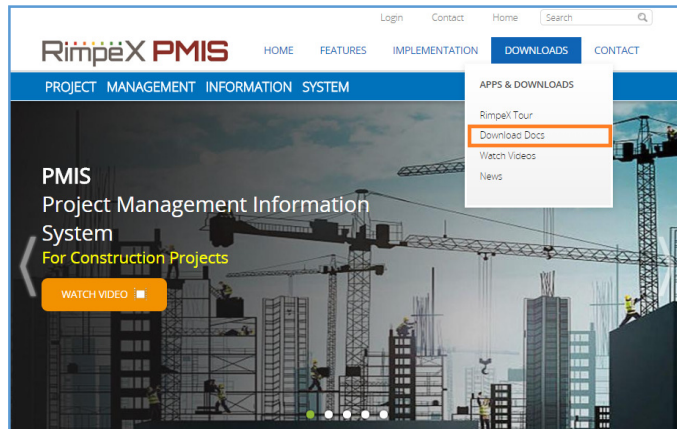 Login Contact Home Search
RimpeX PMIS
HOME FEATURES IMPLEMENTATION DOWNLOADS CONTACT
PROJECT MANAGEMENT INFORMATION SYSTEM
APPS & DOWNLOADS
RimpeX Tour
Download Docs
Watch Videos
News
PMIS
Project Management Information
System
For Construction Projects
WATCH VIDEO